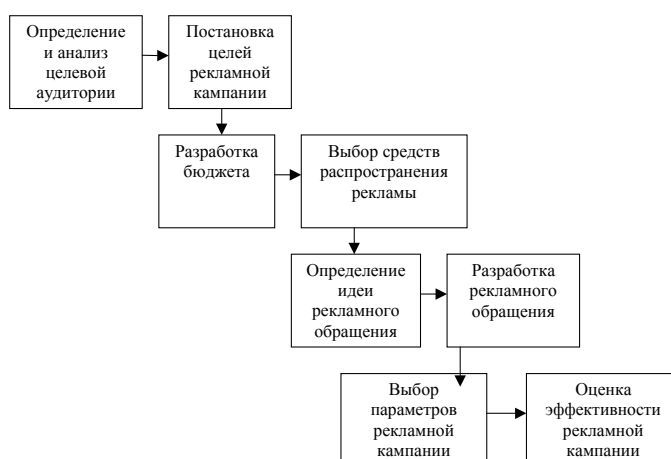 Определение
и анализ
целевой
аудитории
Постановка
целей
рекламной
кампании
Разработка
бюджета
Выбор средств
распространения
рекламы
Определение
идеи
рекламного
обращения
Разработка
рекламного
обращения
Выбор
параметров
рекламной
кампании
Оценка
эффективности
рекламной
кампании